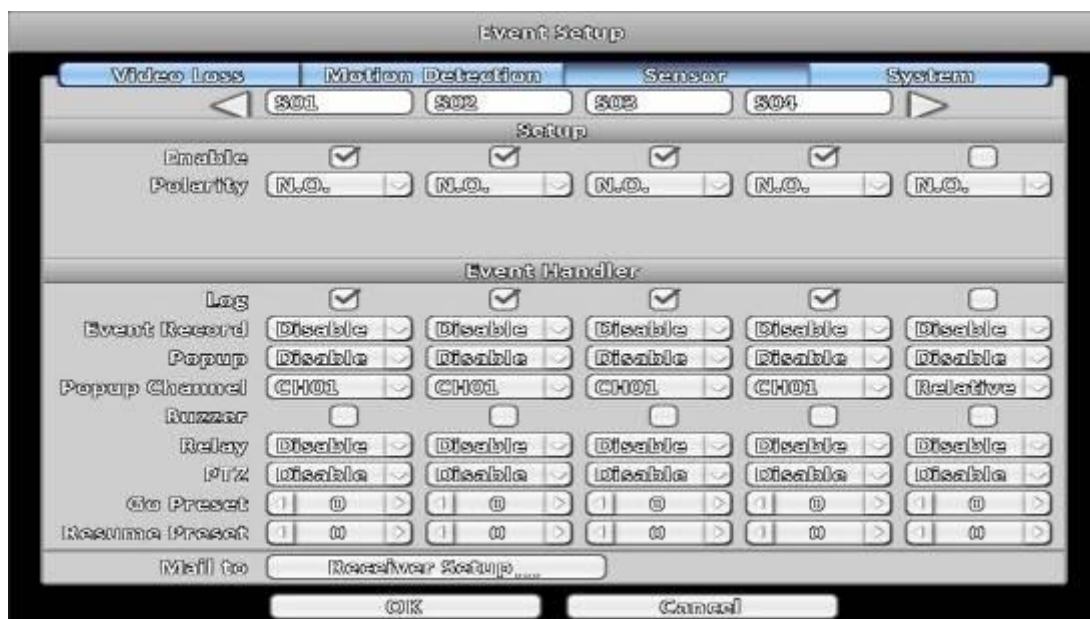 Event Setup
Video Loss Motion Detection Sensor System
S01 S02 S03 S04
Setup
Enable
Polarity N.O. N.O. N.O. N.O. N.O.
Event Handler
Log
Event Record Disable Disable Disable Disable Disable
Popup Disable Disable Disable Disable Disable
Popup Channel CH01 CH01 CH01 CH01 Relative
Buzzer
Relay Disable Disable Disable Disable Disable
PTZ Disable Disable Disable Disable Disable
Go Preset 0 0 0 0 0
Resume Preset 0 0 0 0 0
Mail to Receiver Setup....
OK Cancel